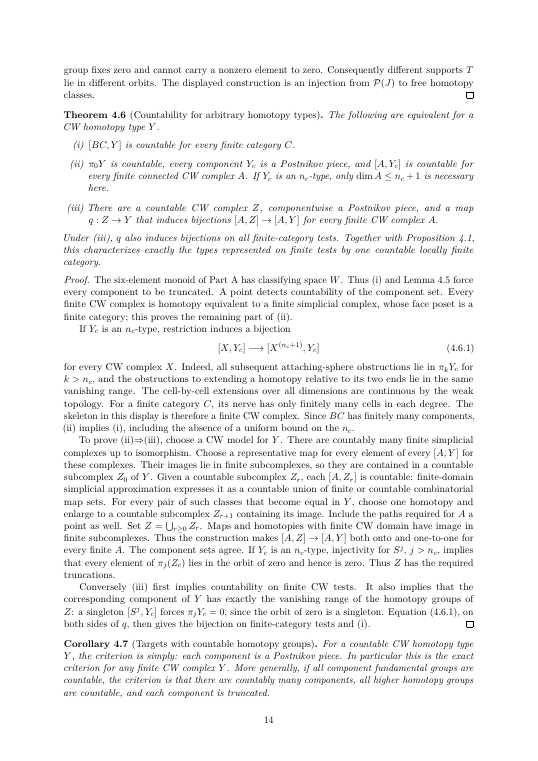 group fixes zero and cannot carry a nonzero element to zero. Consequently different supports T
lie in different orbits. The displayed construction is an injection from 𝒫(J) to free homotopy
classes. □
Theorem 4.6 (Countability for arbitrary homotopy types). The following are equivalent for a
CW homotopy type Y.
(i) [BC, Y] is countable for every finite category C.
(ii) π₀Y is countable, every component Y_c is a Postnikov piece, and [A, Y_c] is countable for
every finite connected CW complex A. If Y_c is an n_c-type, only dim A ≤ n_c + 1 is necessary
here.
(iii) There are a countable CW complex Z, componentwise a Postnikov piece, and a map
q : Z → Y that induces bijections [A, Z] → [A, Y] for every finite CW complex A.
Under (iii), q also induces bijections on all finite-category tests. Together with Proposition 4.1,
this characterizes exactly the types represented on finite tests by one countable locally finite
category.
Proof. The six-element monoid of Part A has classifying space W. Thus (i) and Lemma 4.5 force
every component to be truncated. A point detects countability of the component set. Every
finite CW complex is homotopy equivalent to a finite simplicial complex, whose face poset is a
finite category; this proves the remaining part of (ii).
If Y_c is an n_c-type, restriction induces a bijection
[X, Y_c] ⟶ [X^{(n_c+1)}, Y_c] (4.6.1)
for every CW complex X. Indeed, all subsequent attaching-sphere obstructions lie in π_kY_c for
k > n_c, and the obstructions to extending a homotopy relative to its two ends lie in the same
vanishing range. The cell-by-cell extensions over all dimensions are continuous by the weak
topology. For a finite category C, its nerve has only finitely many cells in each degree. The
skeleton in this display is therefore a finite CW complex. Since BC has finitely many components,
(ii) implies (i), including the absence of a uniform bound on the n_c.
To prove (ii)⇒(iii), choose a CW model for Y. There are countably many finite simplicial
complexes up to isomorphism. Choose a representative map for every element of every [A, Y] for
these complexes. Their images lie in finite subcomplexes, so they are contained in a countable
subcomplex Z₀ of Y. Given a countable subcomplex Z_r, each [A, Z_r] is countable: finite-domain
simplicial approximation expresses it as a countable union of finite or countable combinatorial
map sets. For every pair of such classes that become equal in Y, choose one homotopy and
enlarge to a countable subcomplex Z_{r+1} containing its image. Include the paths required for A a
point as well. Set Z = ⋃_{r≥0} Z_r. Maps and homotopies with finite CW domain have image in
finite subcomplexes. Thus the construction makes [A, Z] → [A, Y] both onto and one-to-one for
every finite A. The component sets agree. If Y_c is an n_c-type, injectivity for S^j, j > n_c, implies
that every element of π_j(Z_c) lies in the orbit of zero and hence is zero. Thus Z has the required
truncations.
Conversely (iii) first implies countability on finite CW tests. It also implies that the
corresponding component of Y has exactly the vanishing range of the homotopy groups of
Z: a singleton [S^j, Y_c] forces π_jY_c = 0, since the orbit of zero is a singleton. Equation (4.6.1), on
both sides of q, then gives the bijection on finite-category tests and (i). □
Corollary 4.7 (Targets with countable homotopy groups). For a countable CW homotopy type
Y, the criterion is simply: each component is a Postnikov piece. In particular this is the exact
criterion for any finite CW complex Y. More generally, if all component fundamental groups are
countable, the criterion is that there are countably many components, all higher homotopy groups
are countable, and each component is truncated.
14